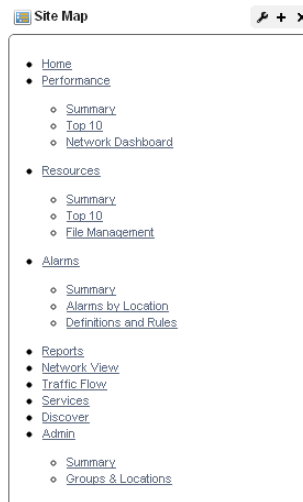 Site Map
Home
Performance
Summary
Top 10
Network Dashboard
Resources
Summary
Top 10
File Management
Alarms
Summary
Alarms by Location
Definitions and Rules
Reports
Network View
Traffic Flow
Services
Discover
Admin
Summary
Groups & Locations